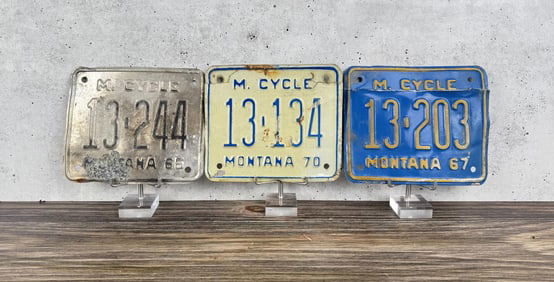 M. CYCLE
13·244
MONTANA 65
M. CYCLE
13·134
MONTANA 70
M. CYCLE
13·203
MONTANA 67